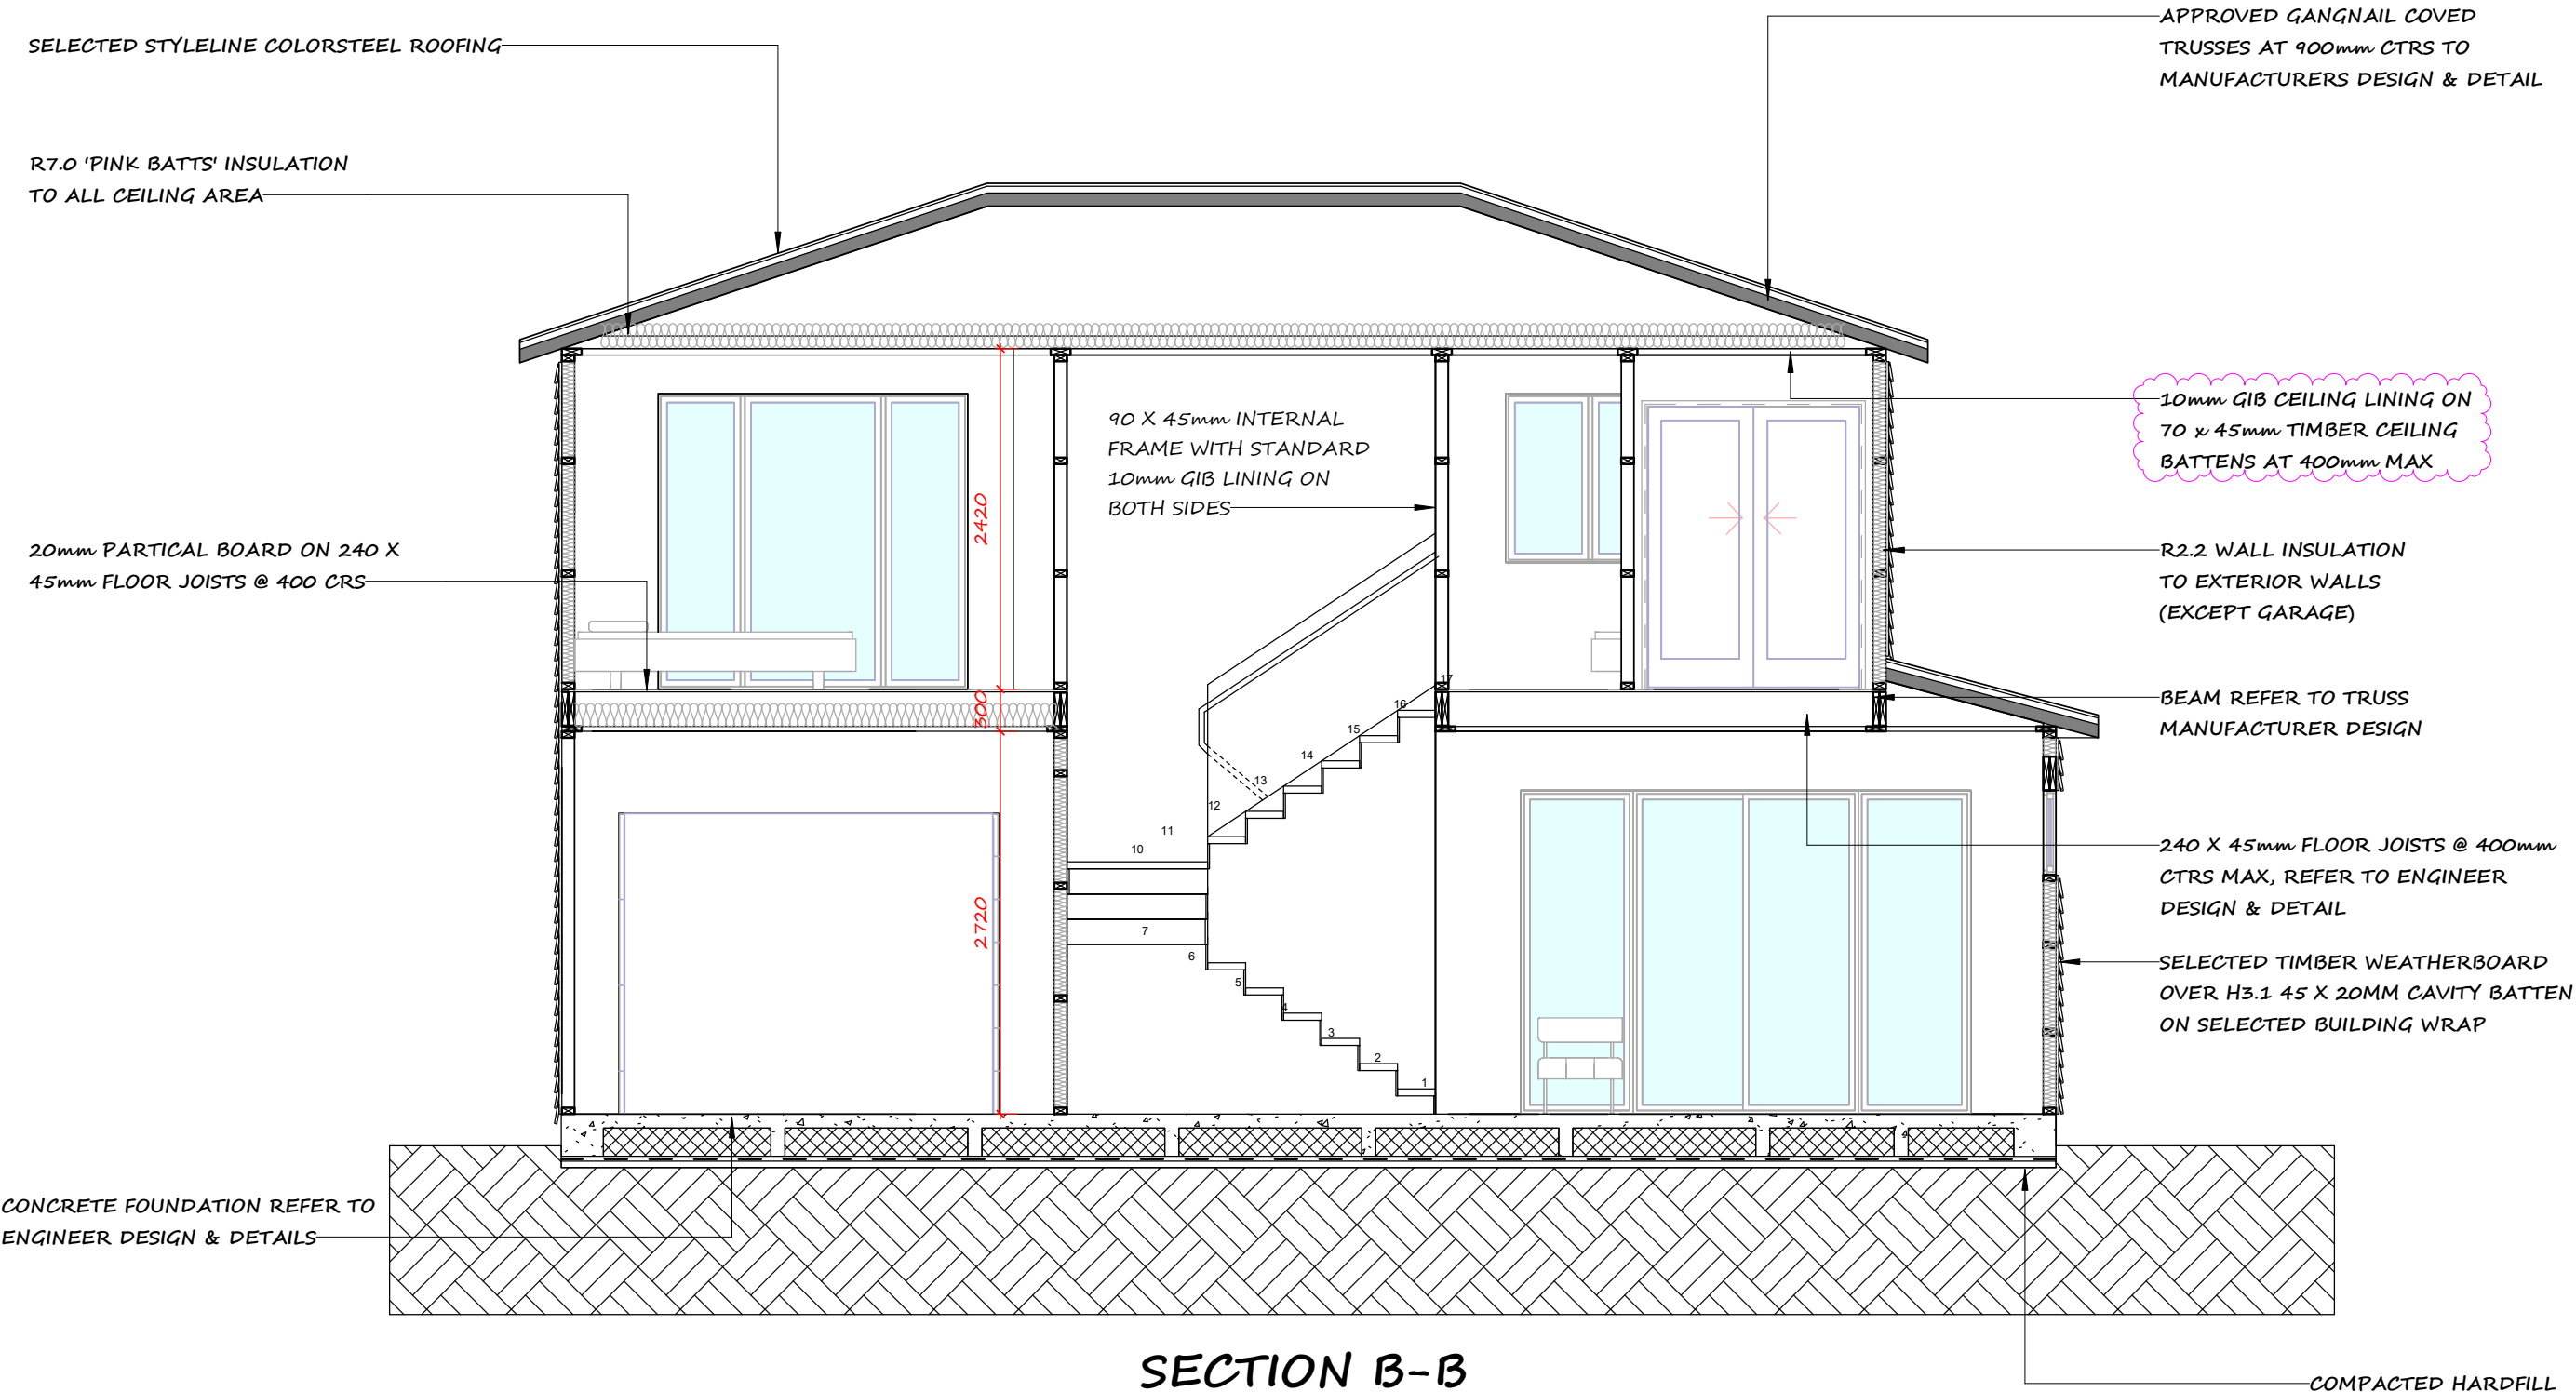 SELECTED STYLELINE COLORSTEEL ROOFING
R7.0 'PINK BATTS' INSULATION
TO ALL CEILING AREA
20mm PARTICAL BOARD ON 240 X
45mm FLOOR JOISTS @ 400 CRS
CONCRETE FOUNDATION REFER TO
ENGINEER DESIGN & DETAILS
2420
300
2720
90 X 45mm INTERNAL
FRAME WITH STANDARD
10mm GIB LINING ON
BOTH SIDES
17
16
15
14
13
12
11
10
7
6
5
4
3
2
1
APPROVED GANGNAIL COVED
TRUSSES AT 900mm CTRS TO
MANUFACTURERS DESIGN & DETAIL
10mm GIB CEILING LINING ON
70 x 45mm TIMBER CEILING
BATTENS AT 400mm MAX
R2.2 WALL INSULATION
TO EXTERIOR WALLS
(EXCEPT GARAGE)
BEAM REFER TO TRUSS
MANUFACTURER DESIGN
240 X 45mm FLOOR JOISTS @ 400mm
CTRS MAX, REFER TO ENGINEER
DESIGN & DETAIL
SELECTED TIMBER WEATHERBOARD
OVER H3.1 45 X 20MM CAVITY BATTEN
ON SELECTED BUILDING WRAP
COMPACTED HARDFILL
SECTION B-B